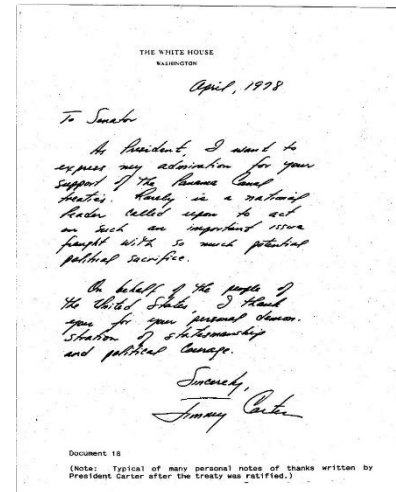 THE WHITE HOUSE
WASHINGTON
April, 1978
To Senator
As President, I want to
express my admiration for your
support of the Panama Canal
treaties. Rarely is a national
leader called upon to act
on such an important issue
fraught with so much potential
political sacrifice.
On behalf of the people of
the United States, I thank
you for your personal demon-
stration of statesmanship
and political courage.
Sincerely,
Jimmy Carter
Document 18
(Note: Typical of many personal notes of thanks written by
President Carter after the treaty was ratified.)